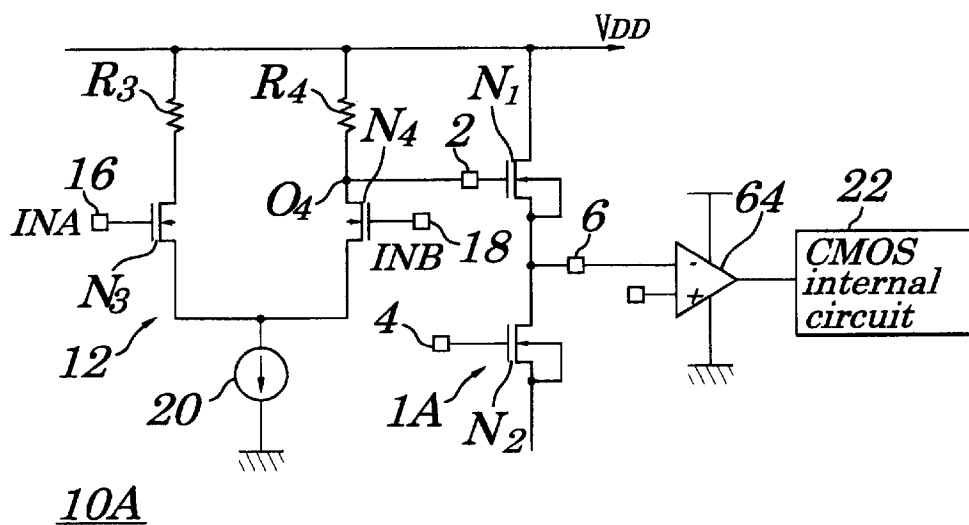 VDD
R3
R4
N1
N4
2
16
INA
O4
INB
18
6
64
22
CMOS
internal
circuit
-
+
N3
12
20
4
1A
N2
10A